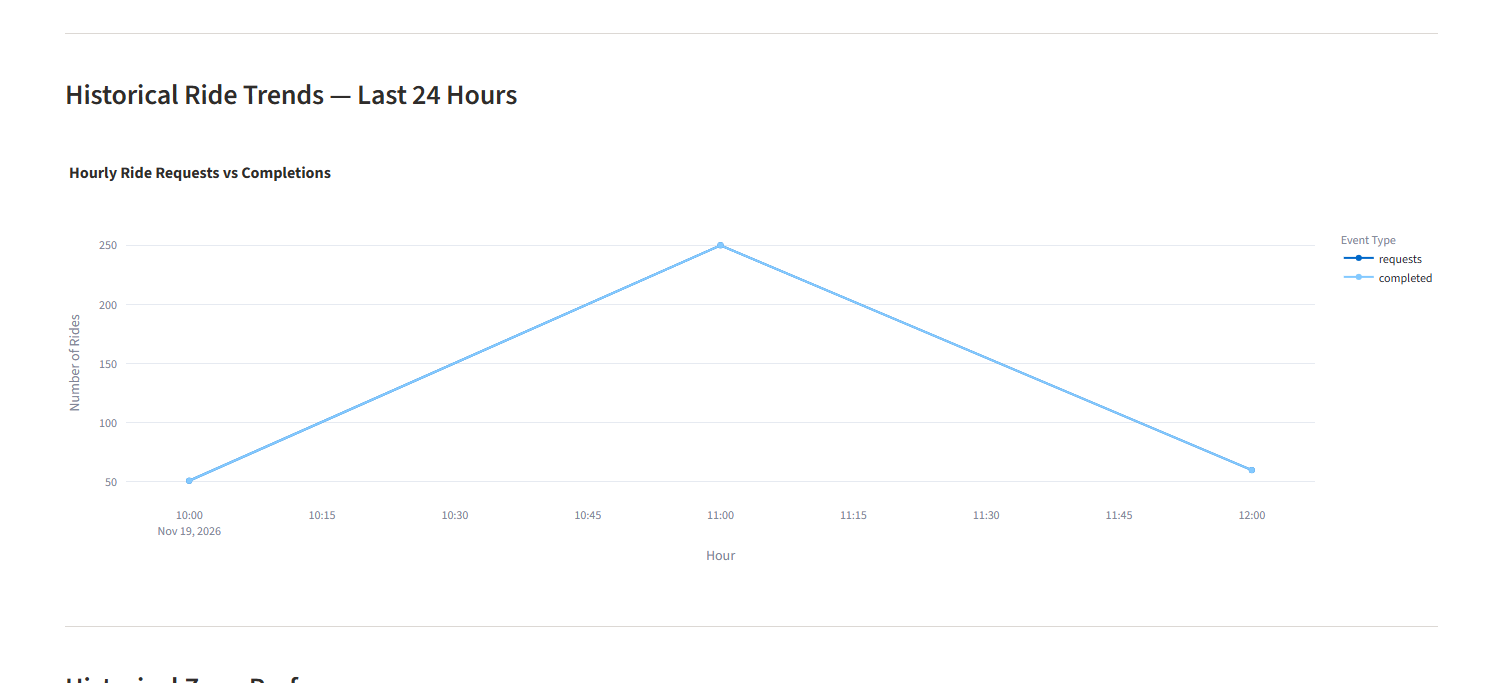 Historical Ride Trends — Last 24 Hours
Hourly Ride Requests vs Completions
250
200
150
100
50
Number of Rides
10:00 10:15 10:30 10:45 11:00 11:15 11:30 11:45 12:00
Nov 19, 2026
Hour
Event Type
requests
completed